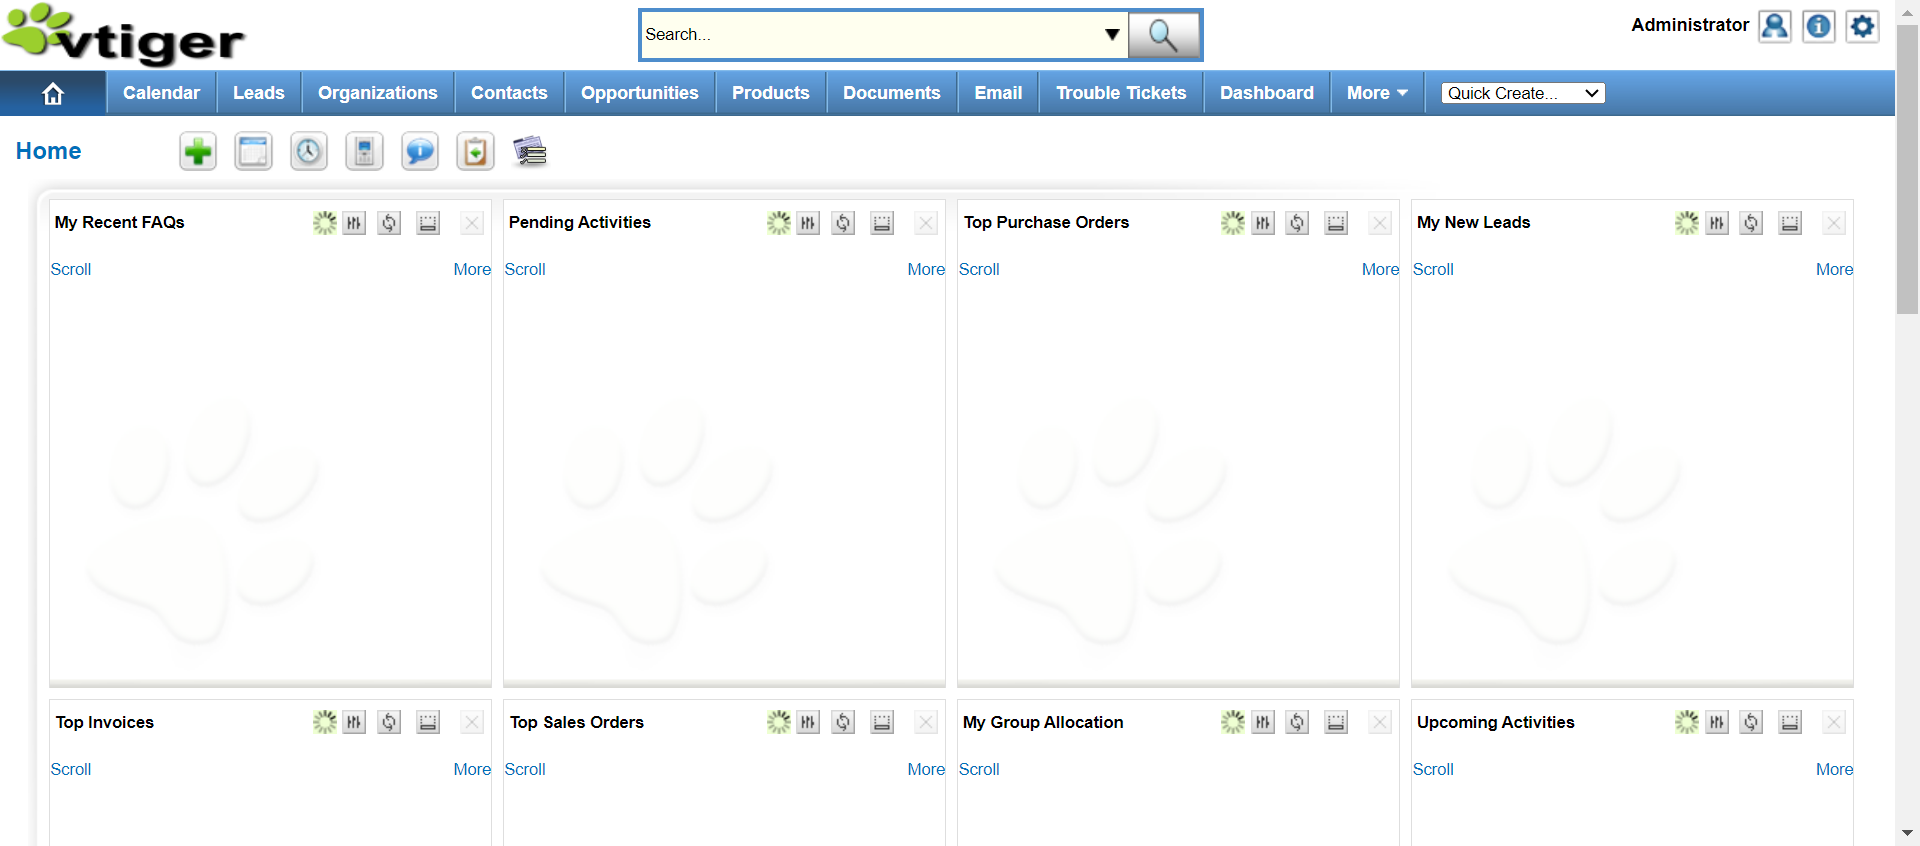 vtiger
Search...
Administrator
Calendar Leads Organizations Contacts Opportunities Products Documents Email Trouble Tickets Dashboard More Quick Create...
Home
My Recent FAQs Pending Activities Top Purchase Orders My New Leads
Scroll More Scroll More Scroll More Scroll More
Top Invoices Top Sales Orders My Group Allocation Upcoming Activities
Scroll More Scroll More Scroll Scroll More